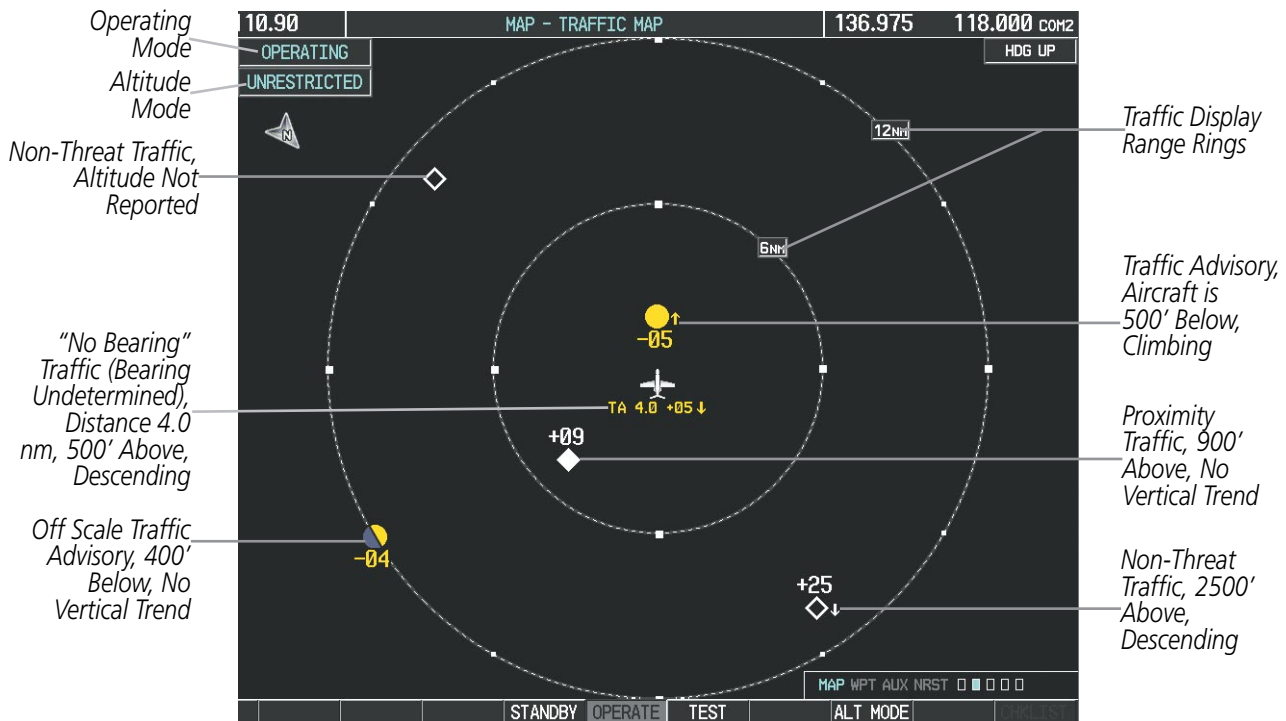 Operating
Mode
Altitude
Mode
Non-Threat Traffic,
Altitude Not
Reported
"No Bearing"
Traffic (Bearing
Undetermined),
Distance 4.0
nm, 500' Above,
Descending
Off Scale Traffic
Advisory, 400'
Below, No
Vertical Trend
10.90
MAP - TRAFFIC MAP
136.975 118.000 COM2
OPERATING
HDG UP
UNRESTRICTED
N
12NM
6NM
-05
TA 4.0 +05↓
+09
-04
+25
MAP WPT AUX NRST
STANDBY OPERATE TEST ALT MODE CHKLIST
Traffic Display
Range Rings
Traffic Advisory,
Aircraft is
500' Below,
Climbing
Proximity
Traffic, 900'
Above, No
Vertical Trend
Non-Threat
Traffic, 2500'
Above,
Descending